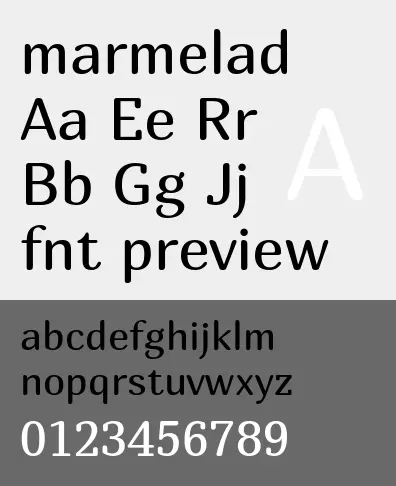 marmelad
Aa Ee Rr
A
Bb Gg Jj
fnt preview
abcdefghijklm
nopqrstuvwxyz
0123456789